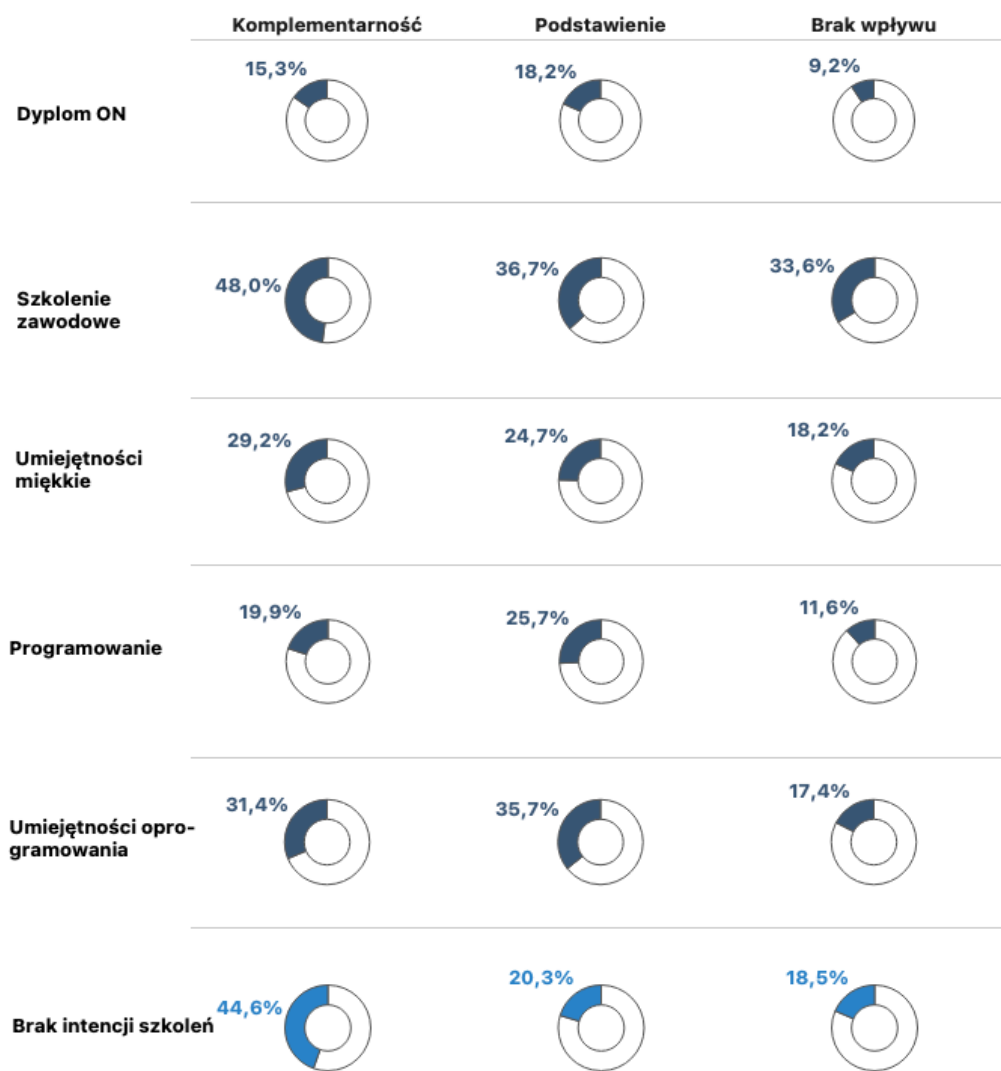 Komplementarność Podstawienie Brak wpływu
15,3% 18,2% 9,2%
Dyplom ON
48,0% 36,7% 33,6%
Szkolenie
zawodowe
29,2% 24,7% 18,2%
Umiejętności
miękkie
19,9% 25,7% 11,6%
Programowanie
31,4% 35,7% 17,4%
Umiejętności opro-
gramowania
44,6% 20,3% 18,5%
Brak intencji szkoleń